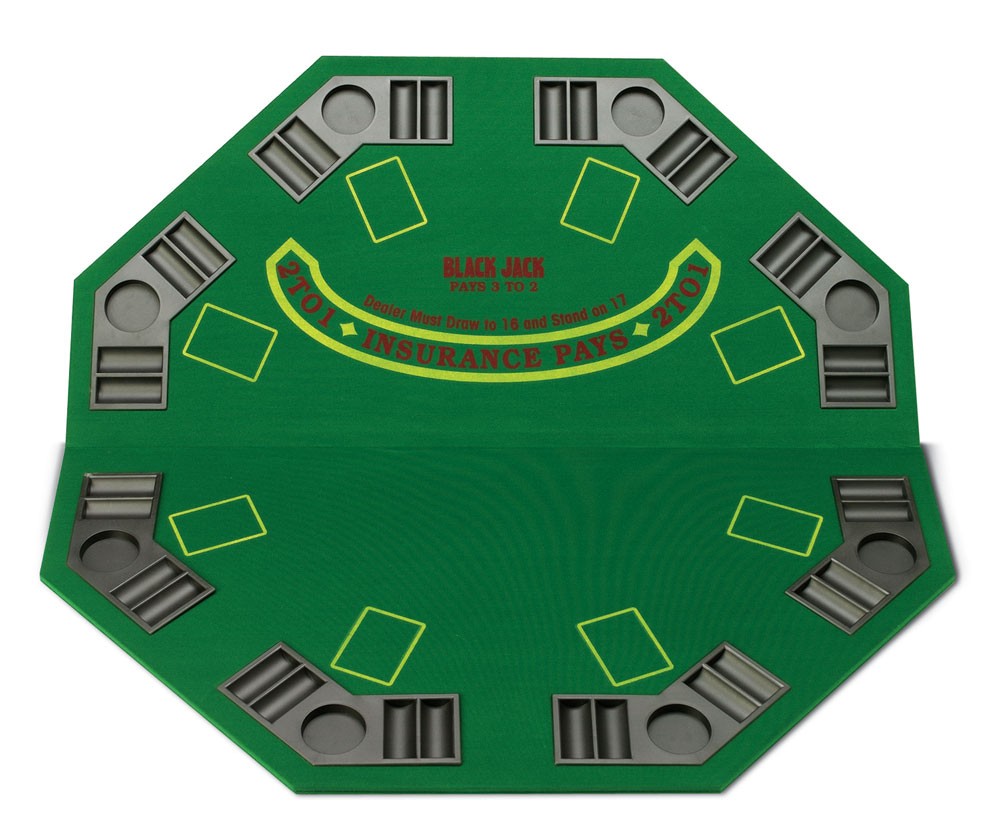 BLACK JACK
PAYS 3 TO 2
Dealer Must Draw to 16 and Stand on 17
2TO1 INSURANCE PAYS 2TO1